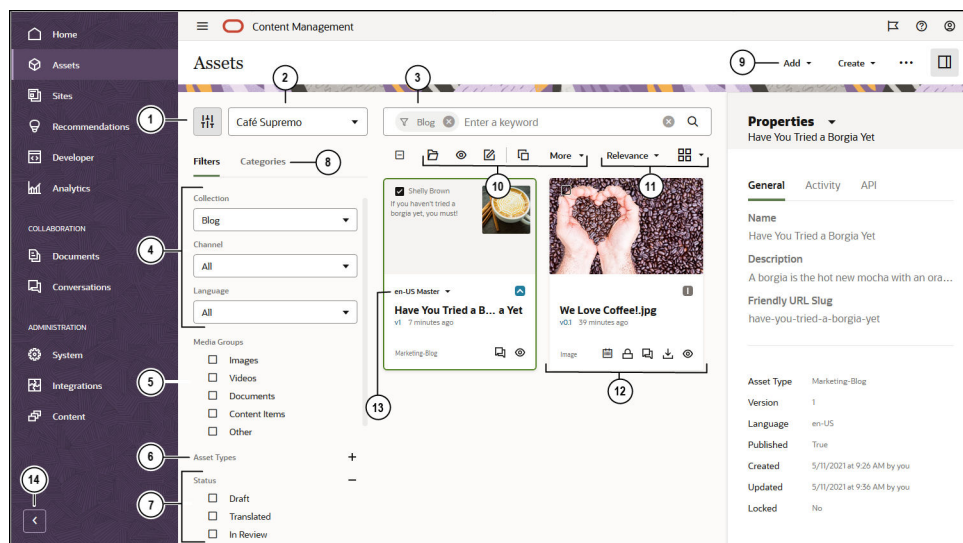 Home
Assets
Sites
Recommendations
Developer
Analytics
COLLABORATION
Documents
Conversations
ADMINISTRATION
System
Integrations
Content
14
Content Management
Assets
9
Add
Create
1
2
Café Supremo
3
Blog
Enter a keyword
Filters
Categories
8
More
Relevance
10
11
4
Collection
Blog
Channel
All
Language
All
5
Media Groups
Images
Videos
Documents
Content Items
Other
6
Asset Types
7
Status
Draft
Translated
In Review
Shelly Brown
If you haven't tried a
borgia yet, you must!
en-US Master
Have You Tried a B... a Yet
v1 7 minutes ago
Marketing-Blog
13
We Love Coffee!.jpg
v0.1 39 minutes ago
Image
12
Properties
Have You Tried a Borgia Yet
General
Activity
API
Name
Have You Tried a Borgia Yet
Description
A borgia is the hot new mocha with an ora...
Friendly URL Slug
have-you-tried-a-borgia-yet
Asset Type Marketing-Blog
Version 1
Language en-US
Published True
Created 5/11/2021 at 9:26 AM by you
Updated 5/11/2021 at 9:36 AM by you
Locked No